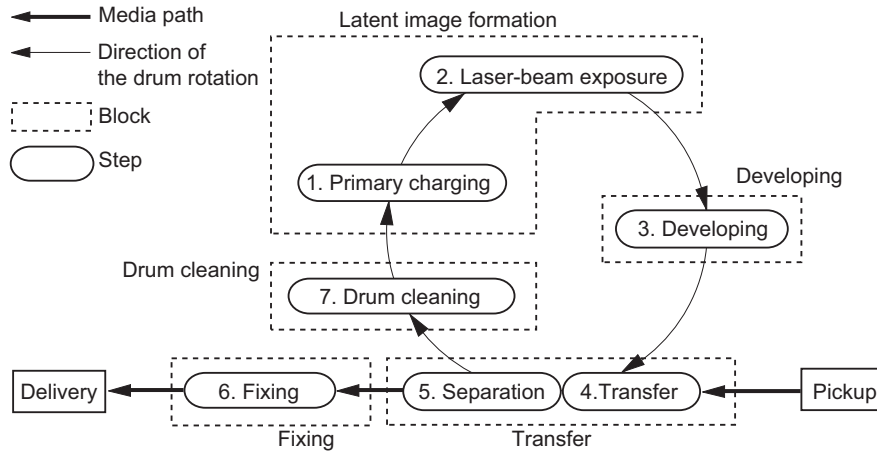 Media path
Direction of
the drum rotation
Block
Step
Latent image formation
2. Laser-beam exposure
1. Primary charging
Developing
3. Developing
Drum cleaning
7. Drum cleaning
Delivery
6. Fixing
5. Separation
4.Transfer
Pickup
Fixing
Transfer